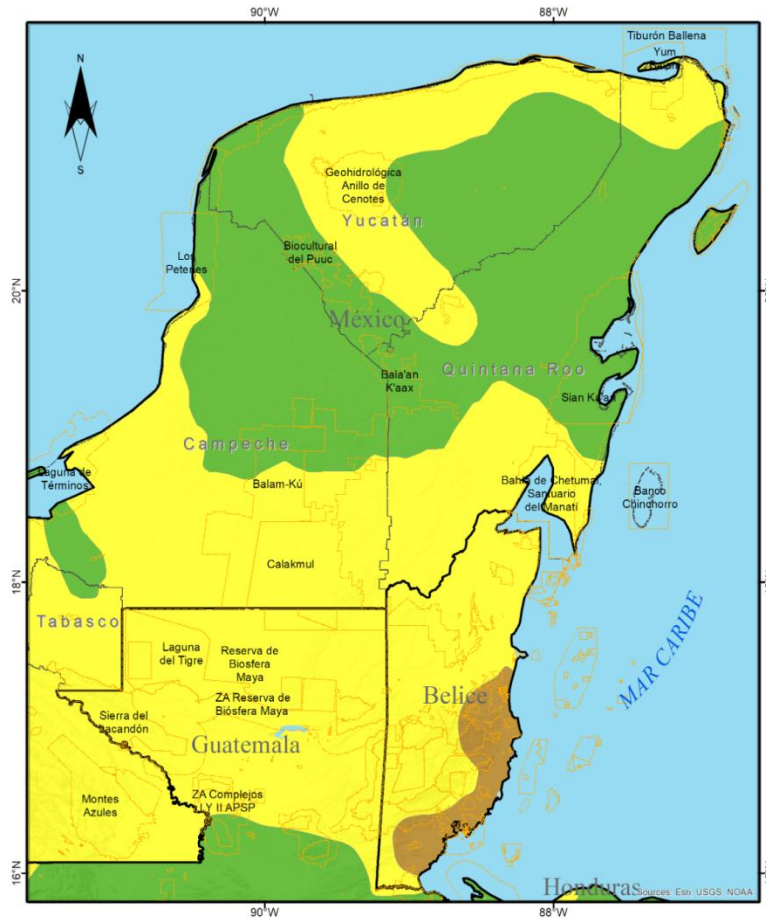 90°W
88°W
N
S
Tiburón Ballena
Yum
Geohidrológica
Anillo de
Cenotes
Yucatán
Biocultural
del Puuc
Los
Petenes
20°N
México
Bala'an
K'aax
Quintana Roo
Sian Ka'an
Campeche
Laguna de
Términos
Balam-Kú
Bahía de Chetumal,
Santuario
del Manatí
Banco
Chinchorro
Calakmul
18°N
Tabasco
MAR CARIBE
Laguna
del Tigre
Reserva de
Biosfera
Maya
ZA Reserva de
Biósfera Maya
Belice
Sierra del
Lacandón
Guatemala
Montes
Azules
ZA Complejos
I Y II APSP
16°N
Honduras
Sources: Esri, USGS, NOAA
90°W
88°W